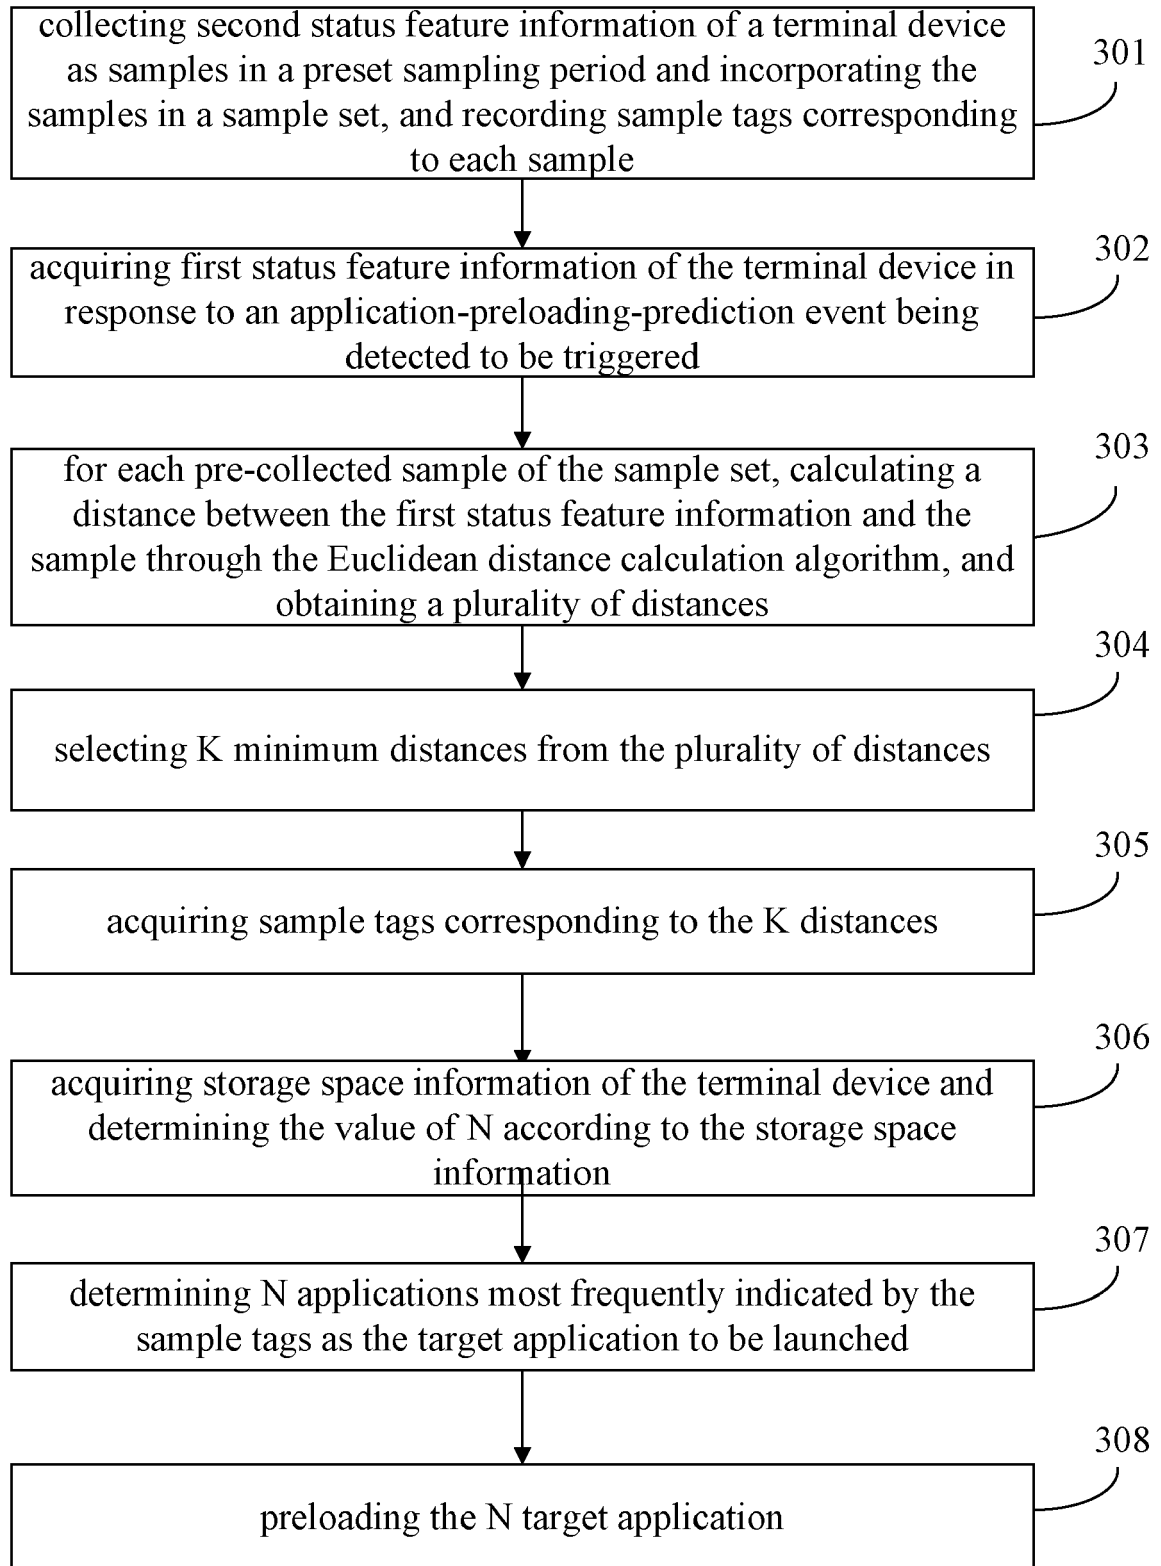 collecting second status feature information of a terminal device
as samples in a preset sampling period and incorporating the
samples in a sample set, and recording sample tags corresponding
to each sample
301
acquiring first status feature information of the terminal device in
response to an application-preloading-prediction event being
detected to be triggered
302
for each pre-collected sample of the sample set, calculating a
distance between the first status feature information and the
sample through the Euclidean distance calculation algorithm, and
obtaining a plurality of distances
303
selecting K minimum distances from the plurality of distances
304
acquiring sample tags corresponding to the K distances
305
acquiring storage space information of the terminal device and
determining the value of N according to the storage space
information
306
determining N applications most frequently indicated by the
sample tags as the target application to be launched
307
preloading the N target application
308